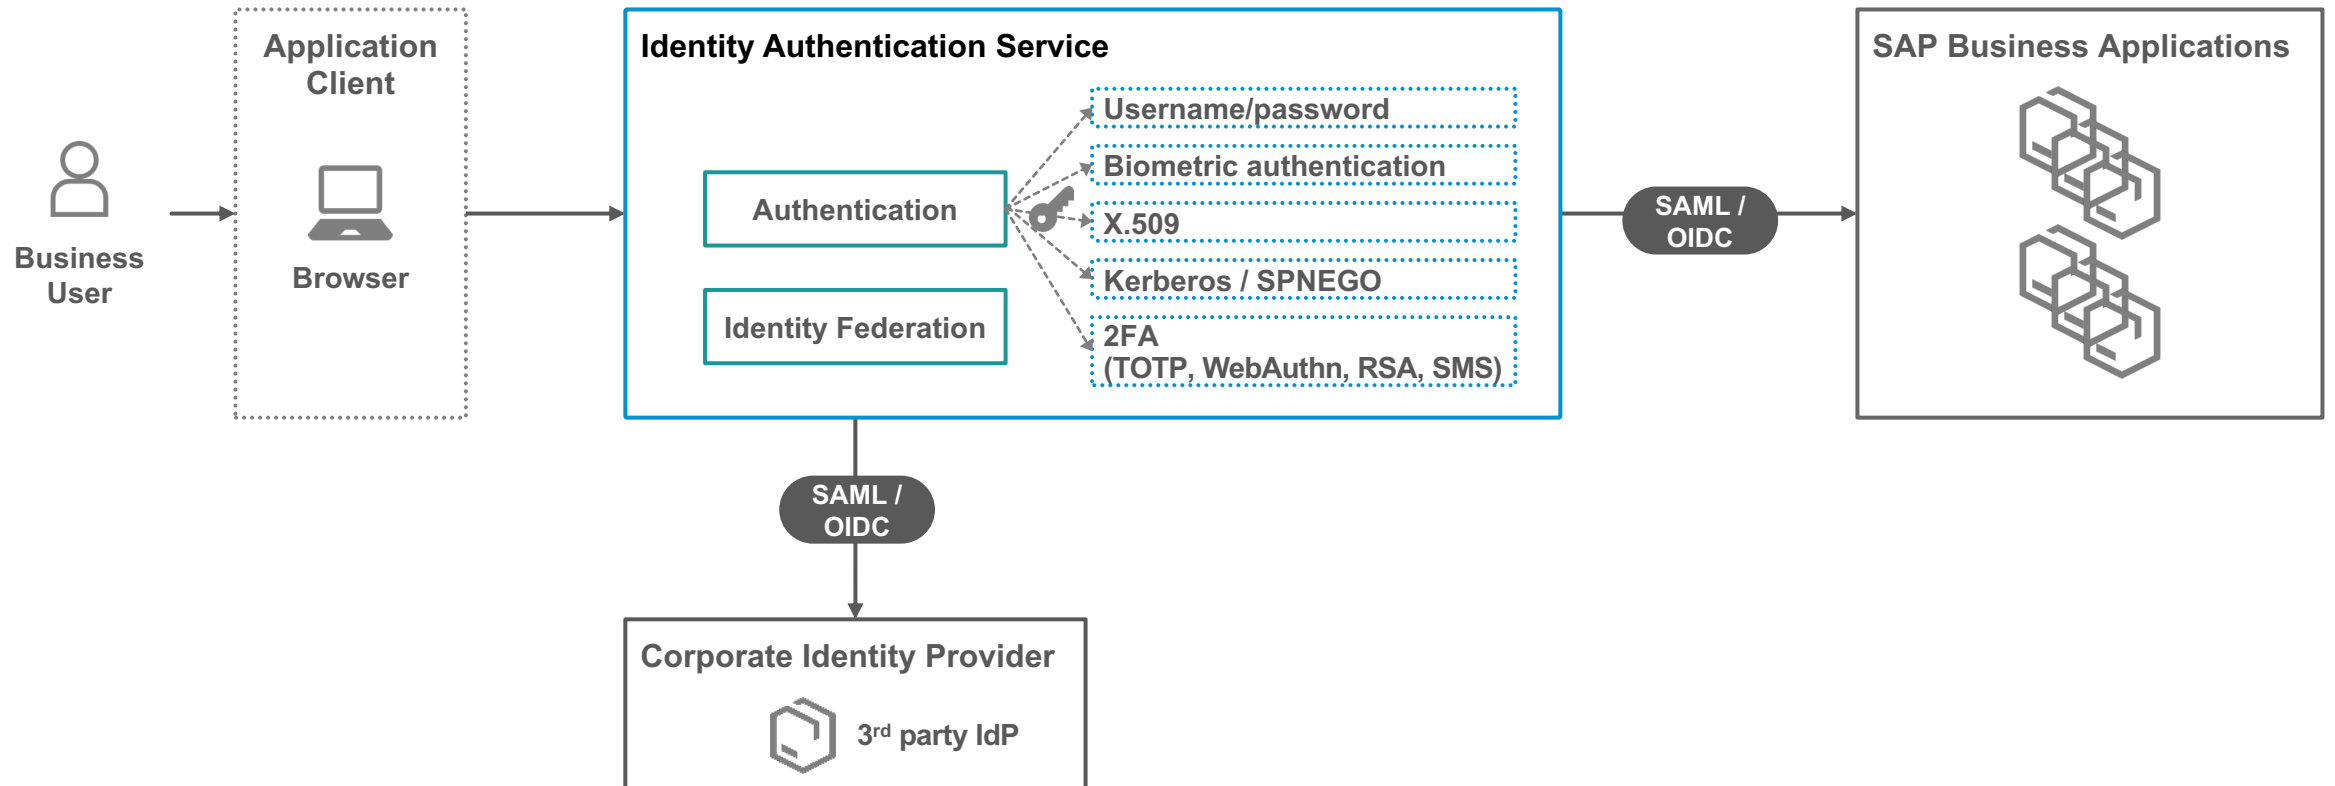 Application
Client
Browser
Business
User
Identity Authentication Service
Authentication
Identity Federation
Username/password
Biometric authentication
X.509
Kerberos / SPNEGO
2FA
(TOTP, WebAuthn, RSA, SMS)
SAML /
OIDC
SAP Business Applications
SAML /
OIDC
Corporate Identity Provider
3rd party IdP